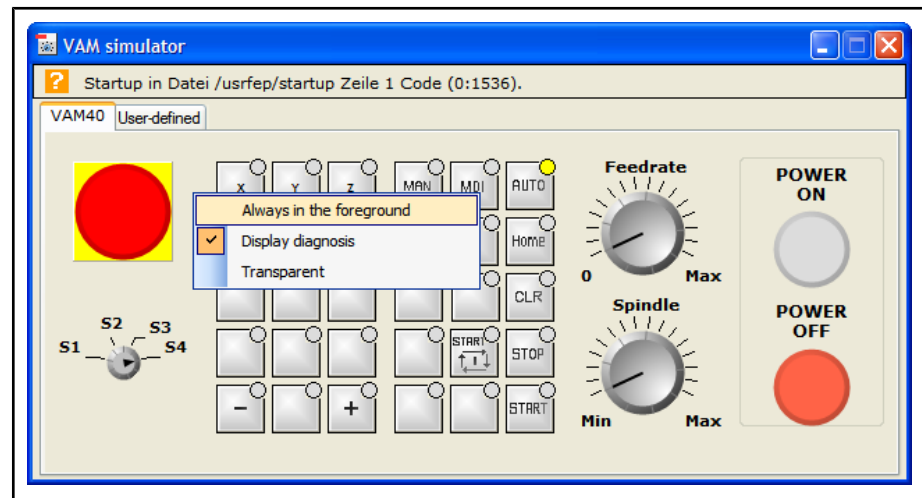 VAM simulator
? Startup in Datei /usrfep/startup Zeile 1 Code (0:1536).
VAM40 User-defined
X Y Z MAN MDI AUTO
Always in the foreground
Display diagnosis
Transparent
Home
CLR
START STOP
- + START
S1 S2 S3 S4
Feedrate
0 Max
Spindle
Min Max
POWER
ON
POWER
OFF